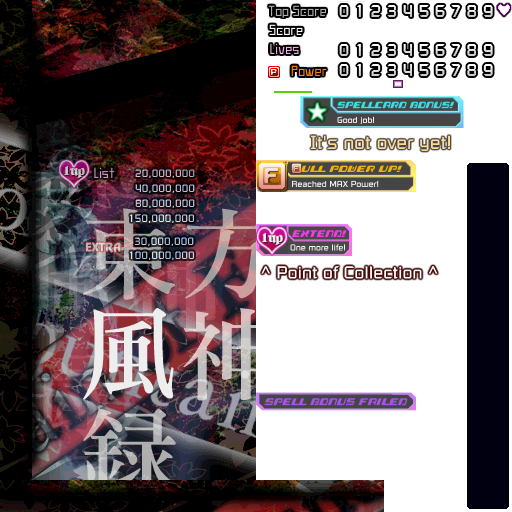 Top Score 0123456789
Score
Lives 0123456789
P Power 0123456789
SPELLCARD BONUS!
Good job!
It's not over yet!
F FULL POWER UP!
Reached MAX Power!
1up EXTEND!
One more life!
^ Point of Collection ^
SPELL BONUS FAILED
1up List 20,000,000
40,000,000
80,000,000
150,000,000
EXTRA 30,000,000
100,000,000
東方
風神
録